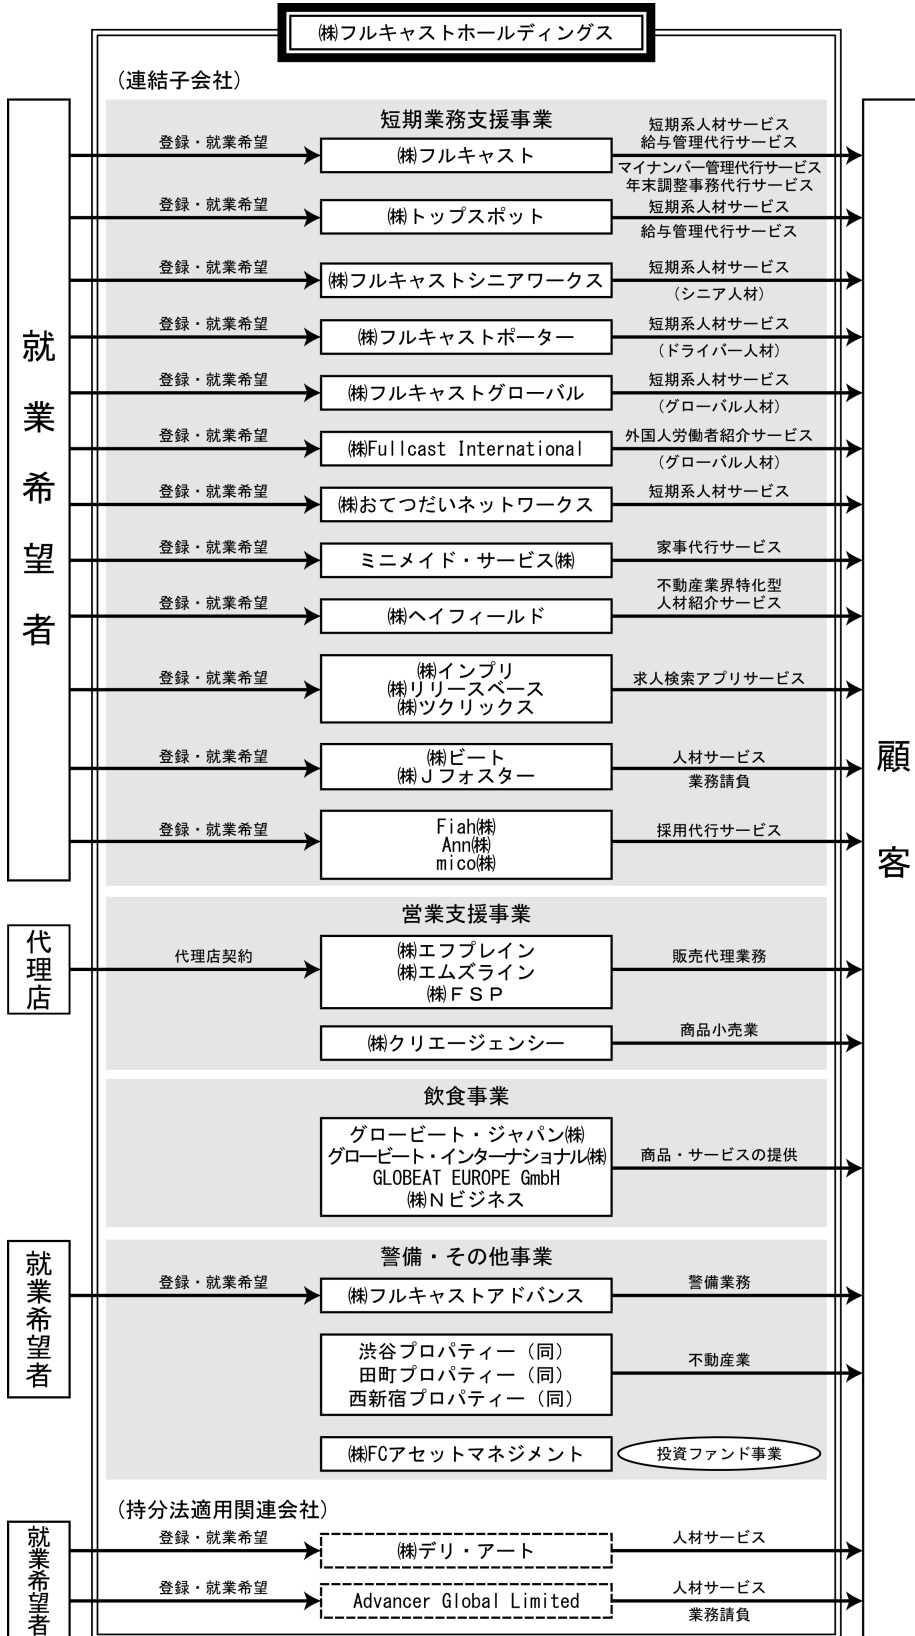 ㈱フルキャストホールディングス
（連結子会社）
短期業務支援事業
就業希望者
登録・就業希望
㈱フルキャスト
短期系人材サービス
給与管理代行サービス
マイナンバー管理代行サービス
年末調整事務代行サービス
登録・就業希望
㈱トップスポット
短期系人材サービス
給与管理代行サービス
登録・就業希望
㈱フルキャストシニアワークス
短期系人材サービス
（シニア人材）
登録・就業希望
㈱フルキャストポーター
短期系人材サービス
（ドライバー人材）
登録・就業希望
㈱フルキャストグローバル
短期系人材サービス
（グローバル人材）
登録・就業希望
㈱Fullcast International
外国人労働者紹介サービス
（グローバル人材）
登録・就業希望
㈱おてつだいネットワークス
短期系人材サービス
登録・就業希望
ミニメイド・サービス㈱
家事代行サービス
登録・就業希望
㈱ヘイフィールド
不動産業界特化型
人材紹介サービス
登録・就業希望
㈱インプリ
㈱リリースベース
㈱ツクリックス
求人検索アプリサービス
登録・就業希望
㈱ビート
㈱Ｊフォスター
人材サービス
業務請負
登録・就業希望
Fiah㈱
Ann㈱
mico㈱
採用代行サービス
顧客
営業支援事業
代理店
代理店契約
㈱エフプレイン
㈱エムズライン
㈱ＦＳＰ
販売代理業務
㈱クリエージェンシー
商品小売業
飲食事業
グロービート・ジャパン㈱
グロービート・インターナショナル㈱
GLOBEAT EUROPE GmbH
㈱Ｎビジネス
商品・サービスの提供
警備・その他事業
就業希望者
登録・就業希望
㈱フルキャストアドバンス
警備業務
渋谷プロパティー（同）
田町プロパティー（同）
西新宿プロパティー（同）
不動産業
㈱FCアセットマネジメント
投資ファンド事業
（持分法適用関連会社）
就業希望者
登録・就業希望
㈱デリ・アート
人材サービス
登録・就業希望
Advancer Global Limited
人材サービス
業務請負